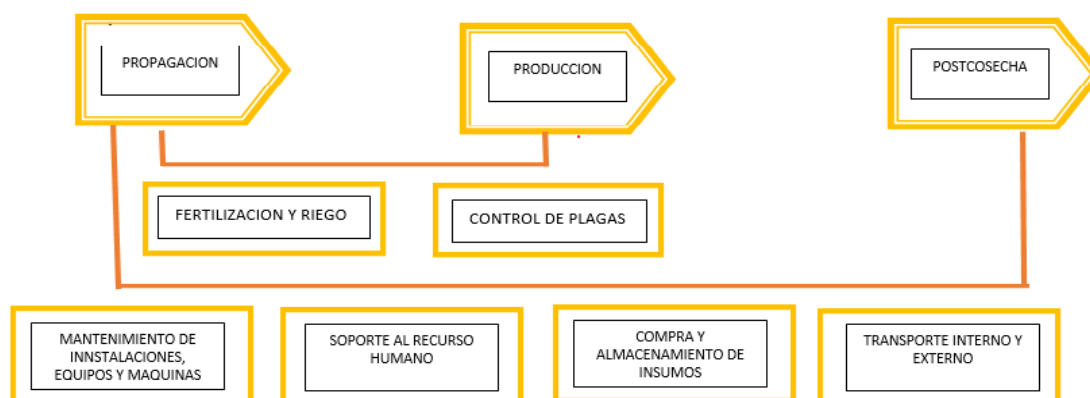 PROPAGACION
PRODUCCION
POSTCOSECHA
FERTILIZACION Y RIEGO
CONTROL DE PLAGAS
MANTENIMIENTO DE
INNSTALACIONES,
EQUIPOS Y MAQUINAS
SOPORTE AL RECURSO
HUMANO
COMPRA Y
ALMACENAMIENTO DE
INSUMOS
TRANSPORTE INTERNO Y
EXTERNO